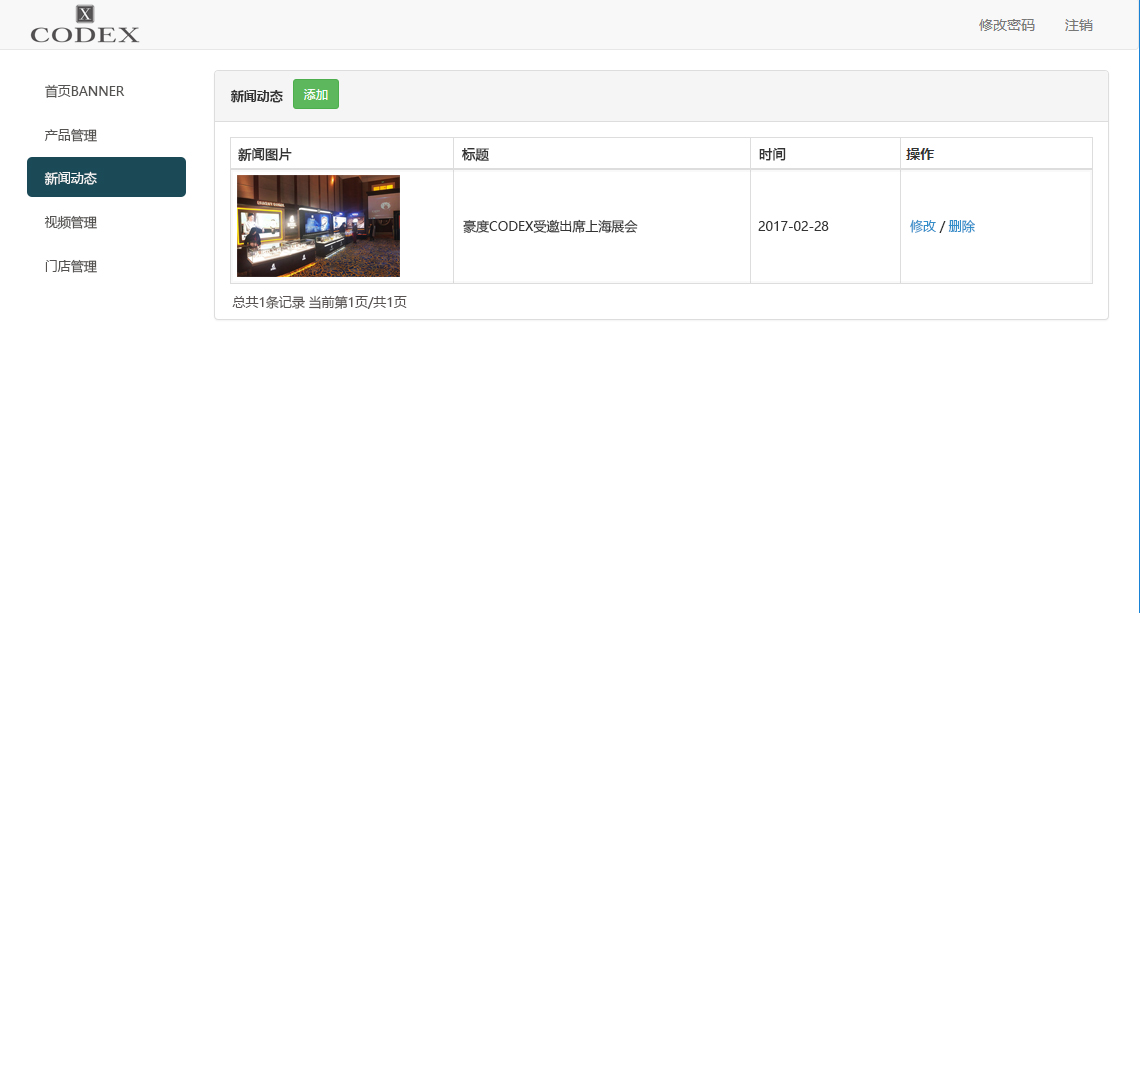 X
CODEX
修改密码 注销
首页BANNER
产品管理
新闻动态
视频管理
门店管理
新闻动态 添加
新闻图片 标题 时间 操作
豪度CODEX受邀出席上海展会 2017-02-28 修改 / 删除
总共1条记录 当前第1页/共1页